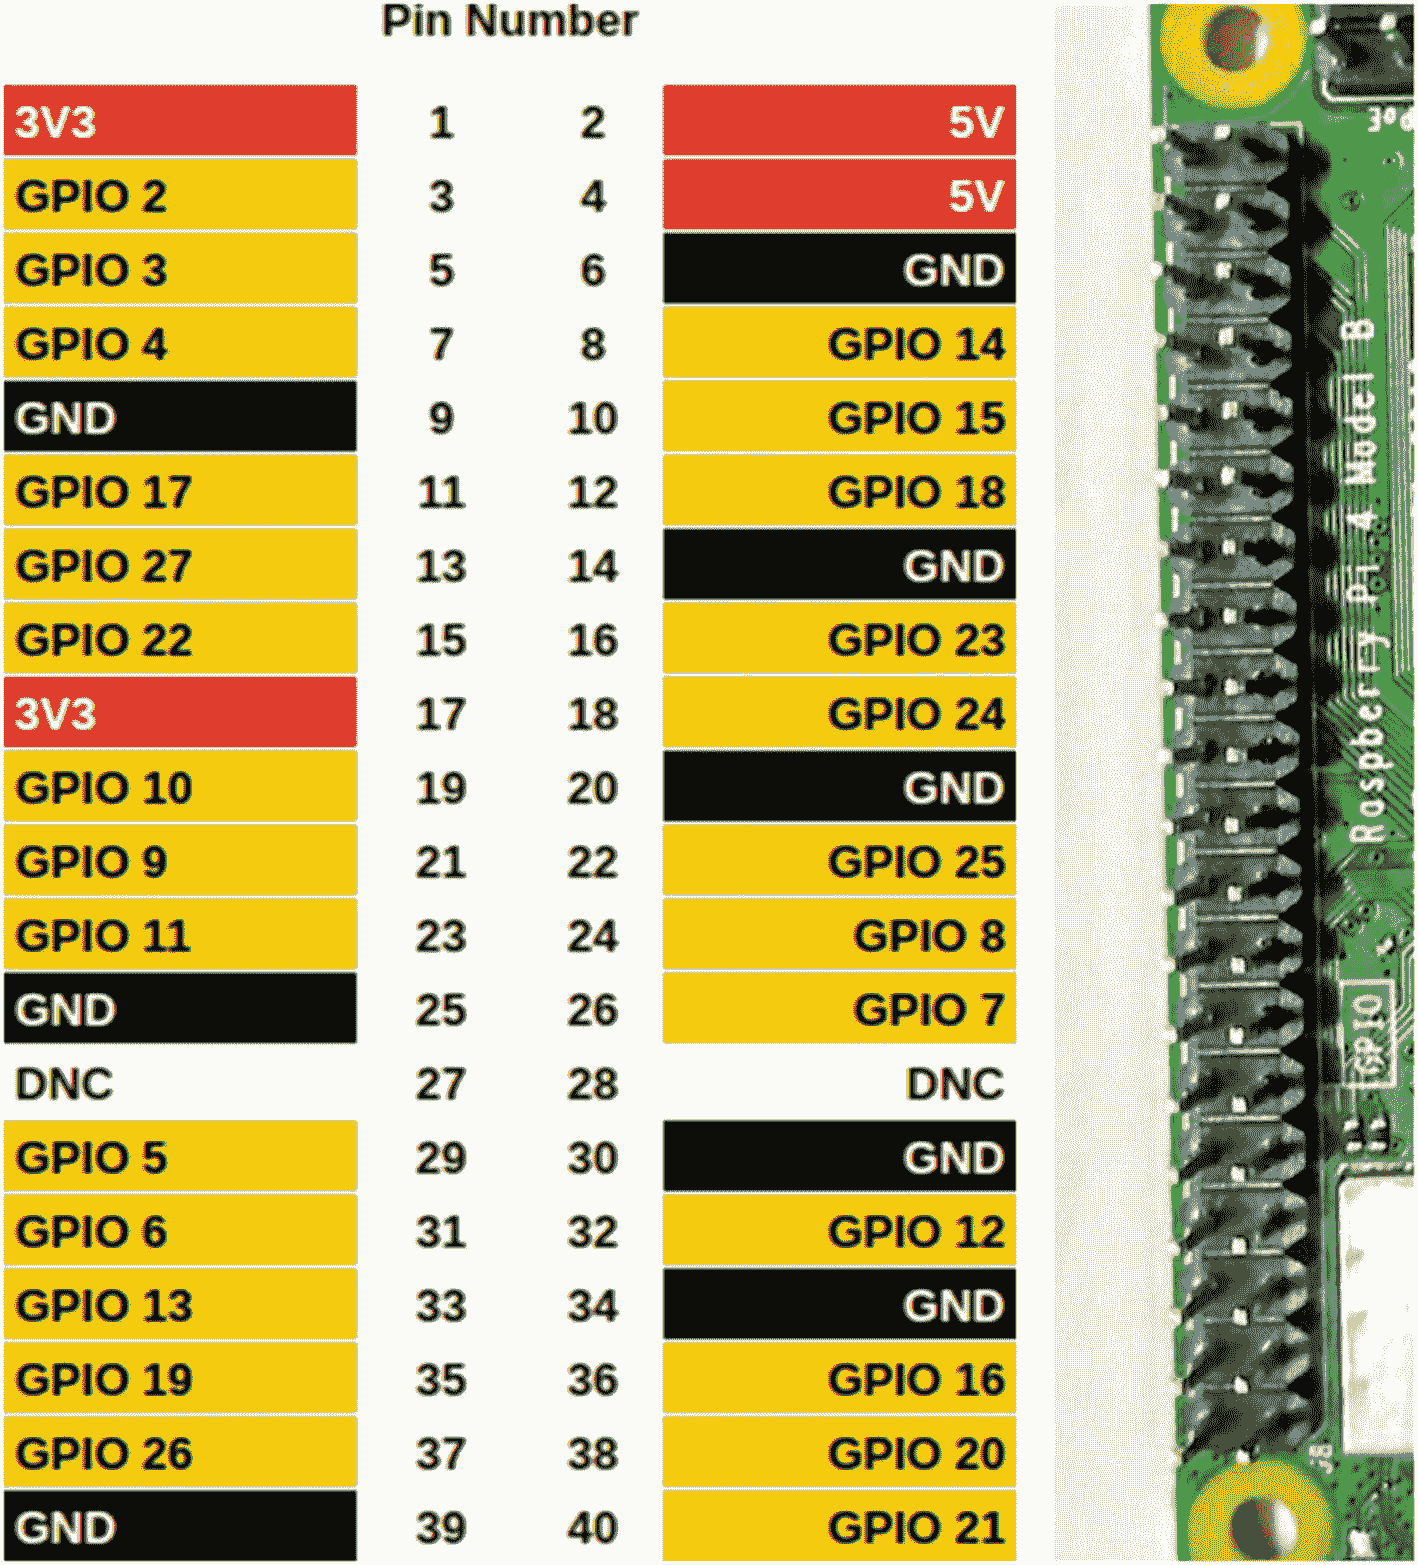 Pin Number
3V3 1 2 5V
GPIO 2 3 4 5V
GPIO 3 5 6 GND
GPIO 4 7 8 GPIO 14
GND 9 10 GPIO 15
GPIO 17 11 12 GPIO 18
GPIO 27 13 14 GND
GPIO 22 15 16 GPIO 23
3V3 17 18 GPIO 24
GPIO 10 19 20 GND
GPIO 9 21 22 GPIO 25
GPIO 11 23 24 GPIO 8
GND 25 26 GPIO 7
DNC 27 28 DNC
GPIO 5 29 30 GND
GPIO 6 31 32 GPIO 12
GPIO 13 33 34 GND
GPIO 19 35 36 GPIO 16
GPIO 26 37 38 GPIO 20
GND 39 40 GPIO 21
PoE
Raspberry Pi 4 Model B
GPIO
J8